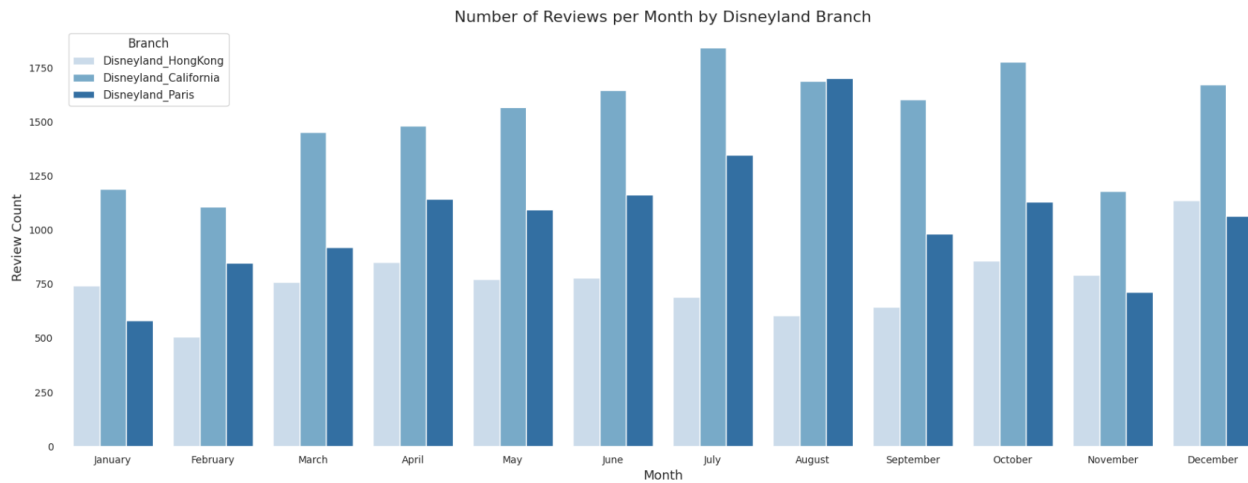 Number of Reviews per Month by Disneyland Branch
Branch
Disneyland_HongKong
Disneyland_California
Disneyland_Paris
1750
1500
1250
1000
750
500
250
0
Review Count
January February March April May June July August September October November December
Month